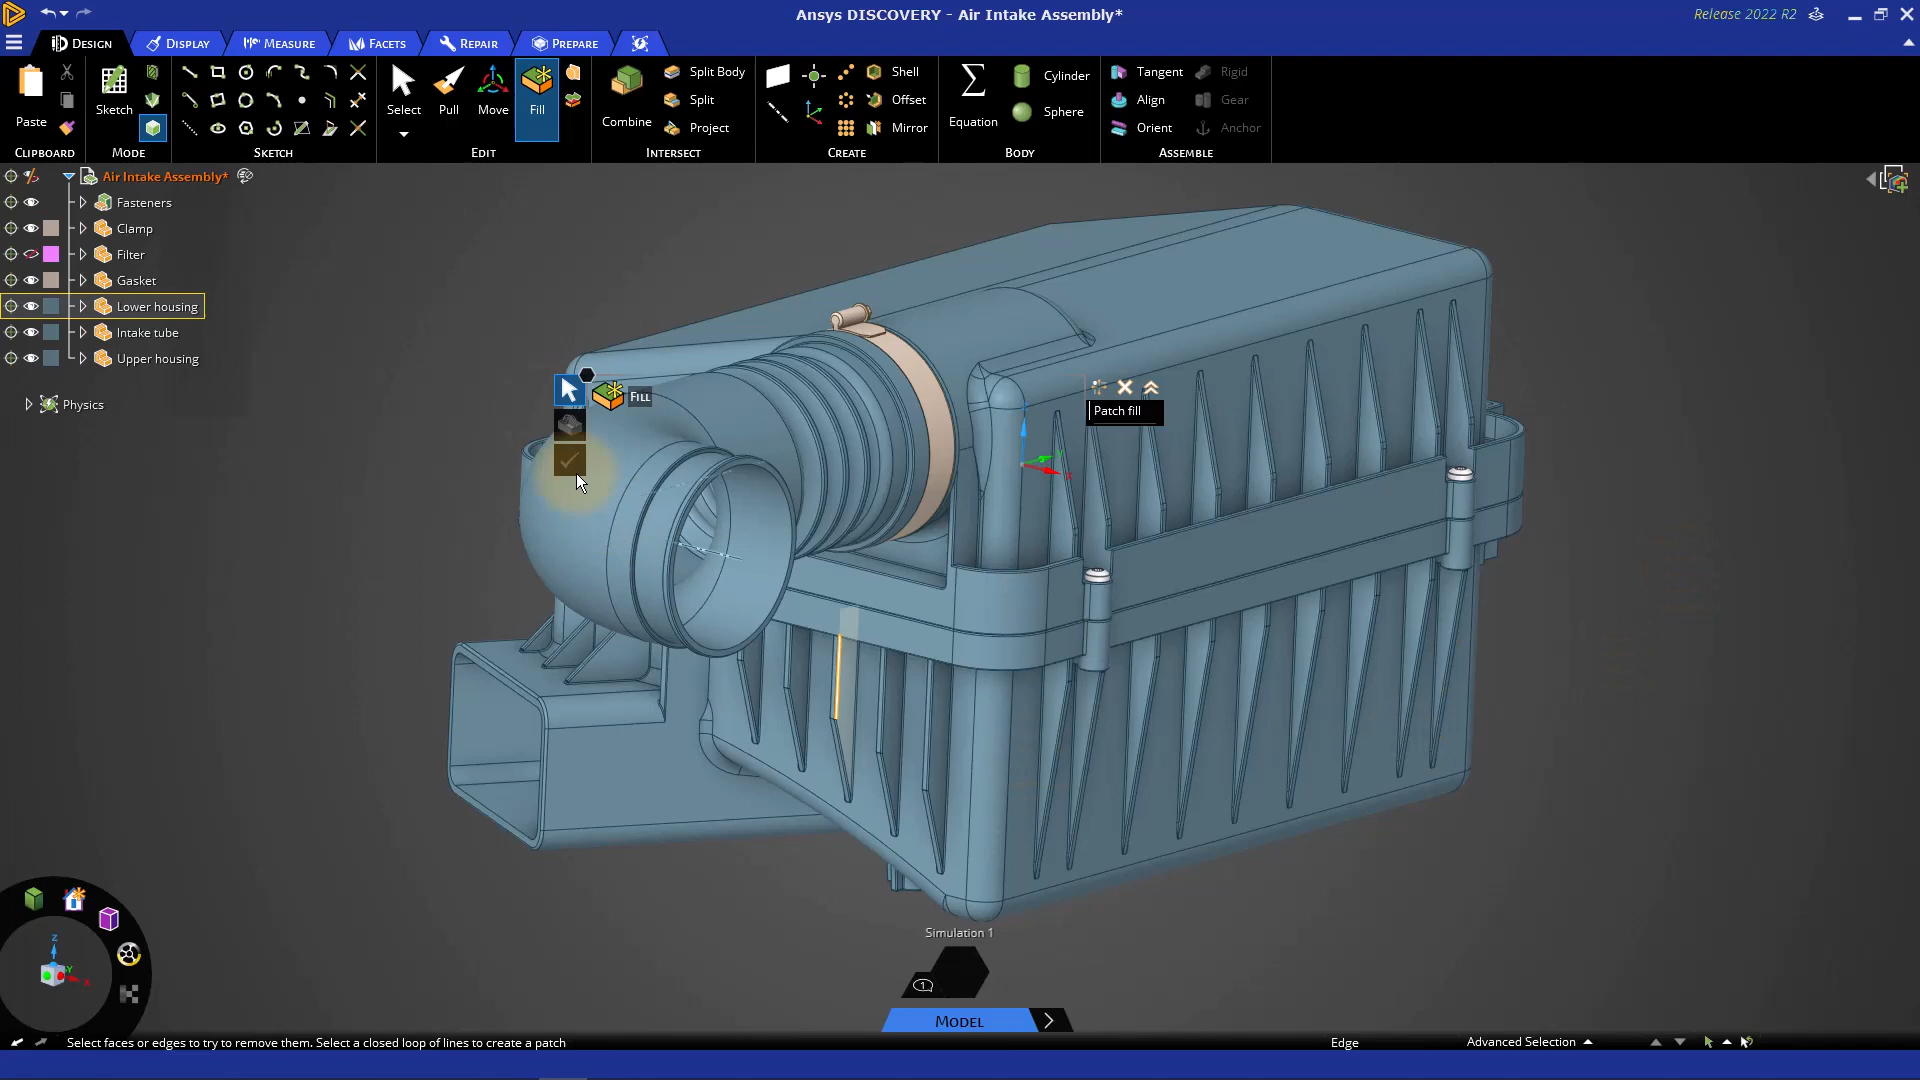 Ansys DISCOVERY - Air Intake Assembly*
Release 2022 R2
DESIGN
DISPLAY
MEASURE
FACETS
REPAIR
PREPARE
Paste
Sketch
Select
Pull
Move
Fill
Combine
Split Body
Split
Project
Shell
Offset
Mirror
Equation
Cylinder
Sphere
Tangent
Align
Orient
Rigid
Gear
Anchor
CLIPBOARD
MODE
SKETCH
EDIT
INTERSECT
CREATE
BODY
ASSEMBLE
Air Intake Assembly*
Fasteners
Clamp
Filter
Gasket
Lower housing
Intake tube
Upper housing
Physics
FILL
Patch fill
X
Z
Y
X
Simulation 1
1
MODEL
Select faces or edges to try to remove them. Select a closed loop of lines to create a patch
Edge
Advanced Selection